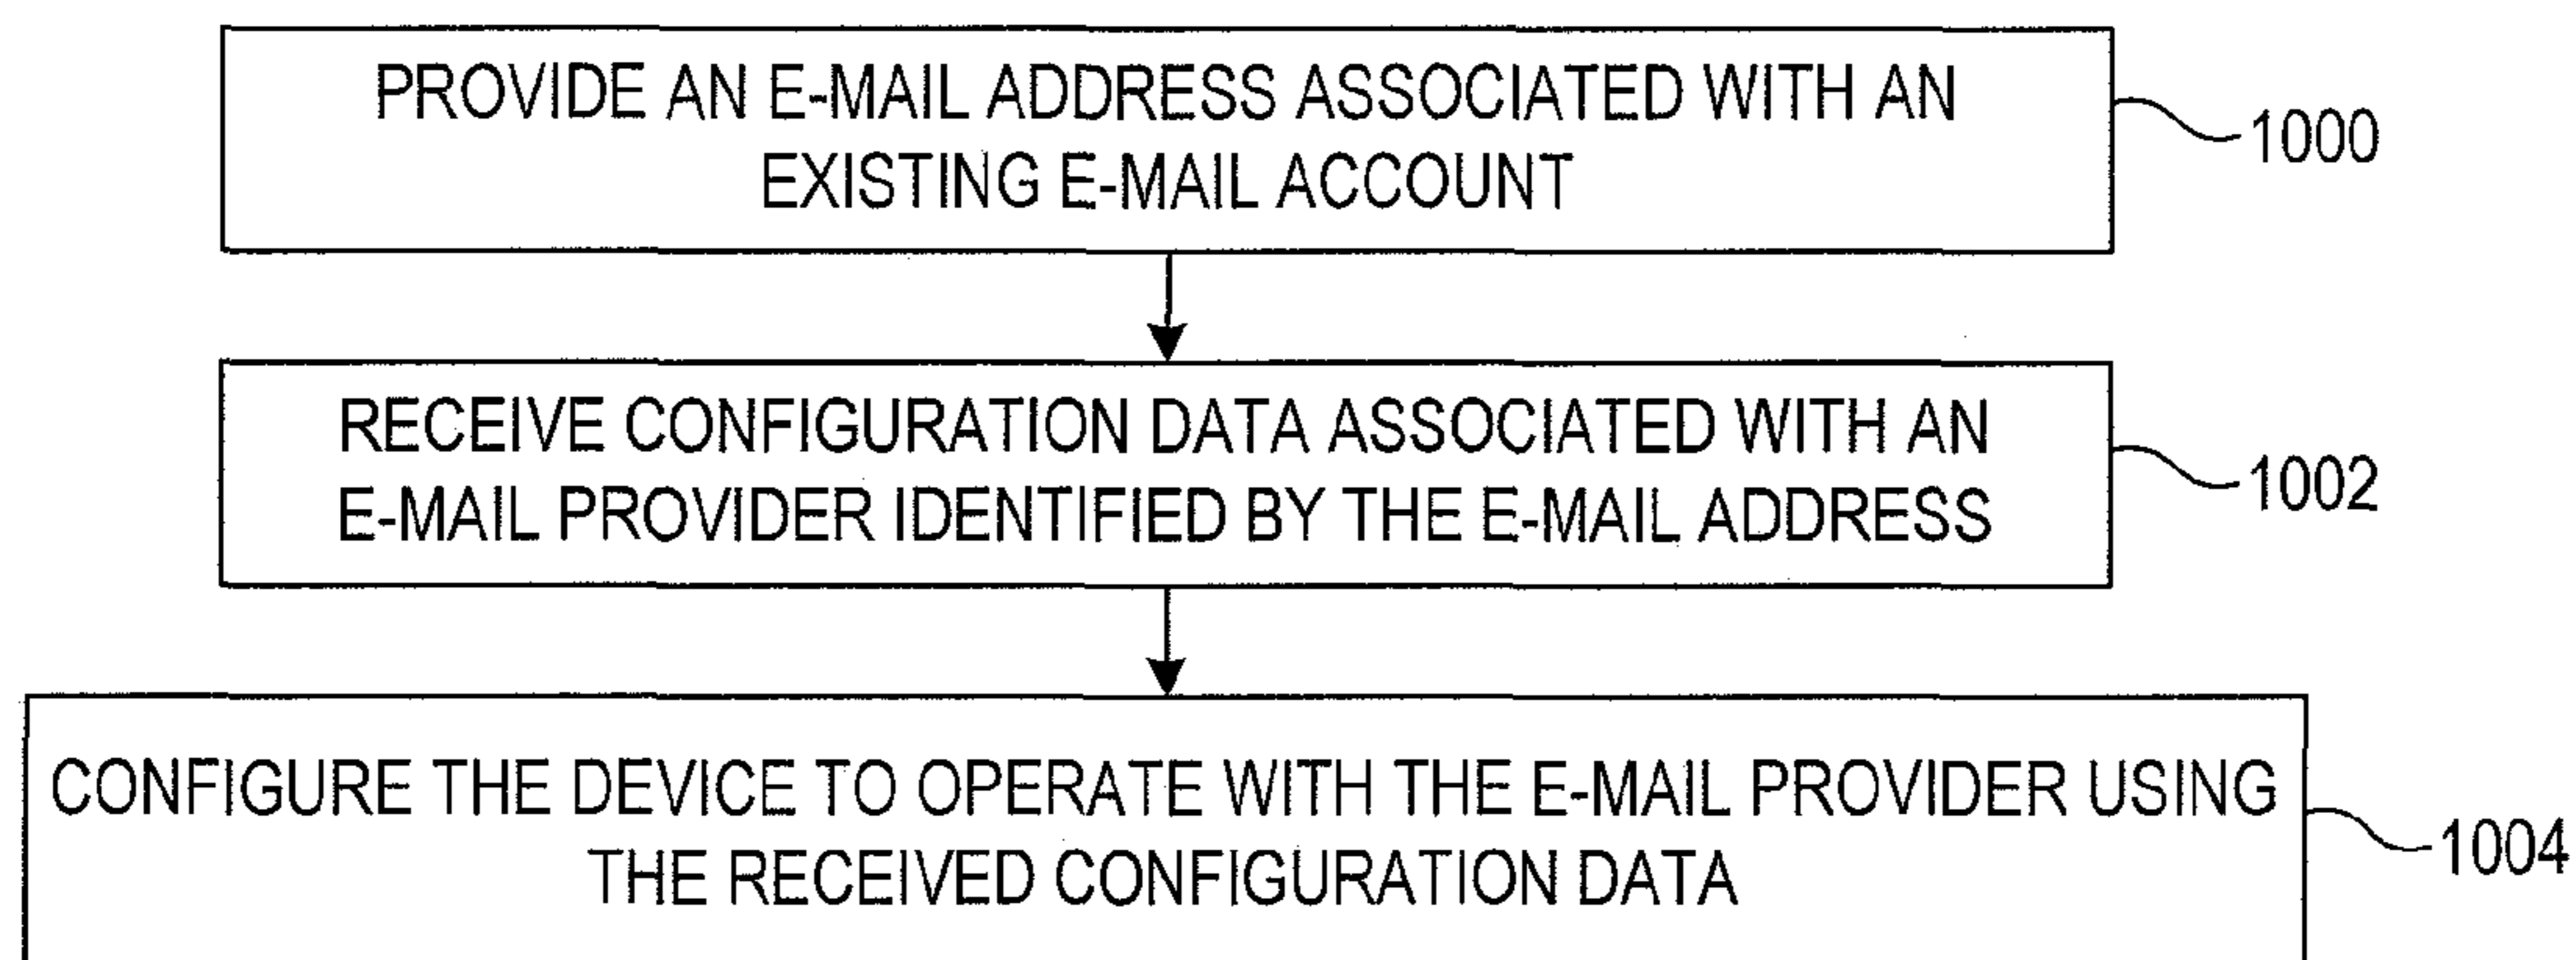 PROVIDE AN E-MAIL ADDRESS ASSOCIATED WITH AN
EXISTING E-MAIL ACCOUNT
1000
RECEIVE CONFIGURATION DATA ASSOCIATED WITH AN
E-MAIL PROVIDER IDENTIFIED BY THE E-MAIL ADDRESS
1002
CONFIGURE THE DEVICE TO OPERATE WITH THE E-MAIL PROVIDER USING
THE RECEIVED CONFIGURATION DATA
1004